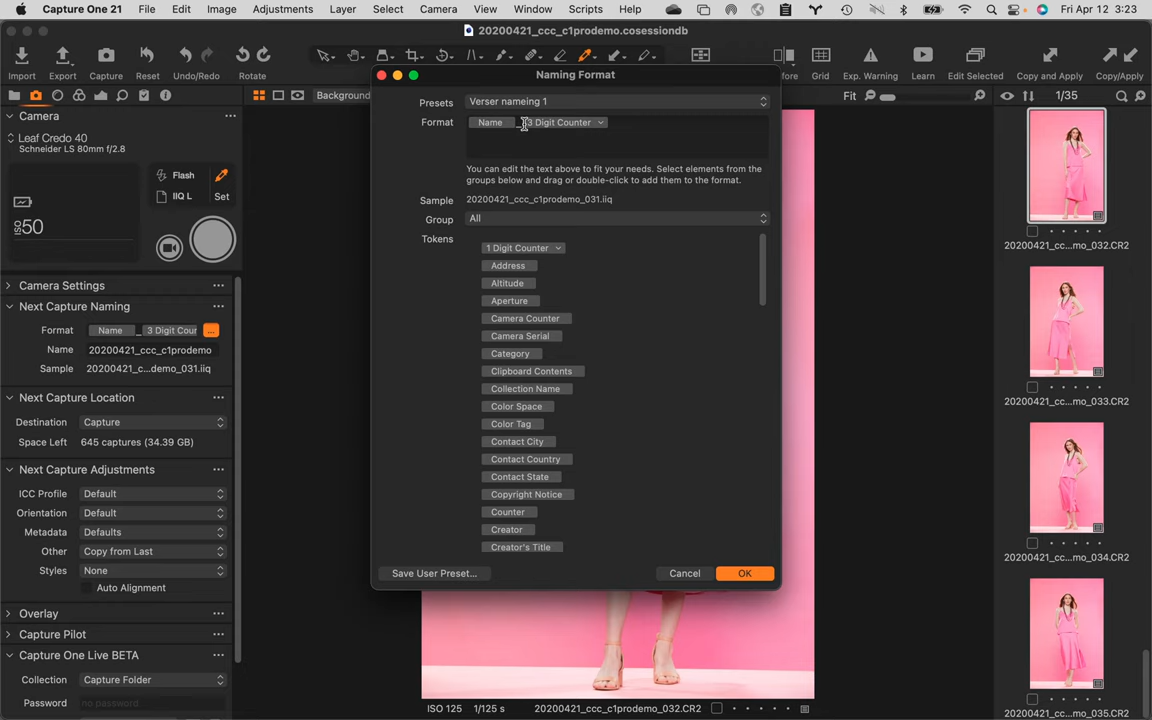 Capture One 21 File Edit Image Adjustments Layer Select Camera View Window Scripts Help Fri Apr 12 3:23
20200421_ccc_c1prodemo.cosessiondb
Import Export Capture Reset Undo/Redo Rotate
ore Grid Exp. Warning Learn Edit Selected Copy and Apply Copy/Apply
Background
Fit 1/35
Camera
Leaf Credo 40
Schneider LS 80mm f/2.8
Flash
IIQ L Set
ISO 50
Camera Settings
Next Capture Naming
Format Name _ 3 Digit Cour ...
Name 20200421_ccc_c1prodemo
Sample 20200421_c...demo_031.iiq
Next Capture Location
Destination Capture
Space Left 645 captures (34.39 GB)
Next Capture Adjustments
ICC Profile Default
Orientation Default
Metadata Defaults
Other Copy from Last
Styles None
Auto Alignment
Overlay
Capture Pilot
Capture One Live BETA
Collection Capture Folder
Password no password
Naming Format
Presets Verser nameing 1
Format Name _ 3 Digit Counter
You can edit the text above to fit your needs. Select elements from the
groups below and drag or double-click to add them to the format.
Sample 20200421_ccc_c1prodemo_031.iiq
Group All
Tokens
1 Digit Counter
Address
Altitude
Aperture
Camera Counter
Camera Serial
Category
Clipboard Contents
Collection Name
Color Space
Color Tag
Contact City
Contact Country
Contact State
Copyright Notice
Counter
Creator
Creator's Title
Save User Preset... Cancel OK
20200421_cc...mo_032.CR2
20200421_cc...mo_033.CR2
20200421_cc...mo_034.CR2
20200421_cc...mo_035.CR2
ISO 125 1/125 s 20200421_ccc_c1prodemo_032.CR2